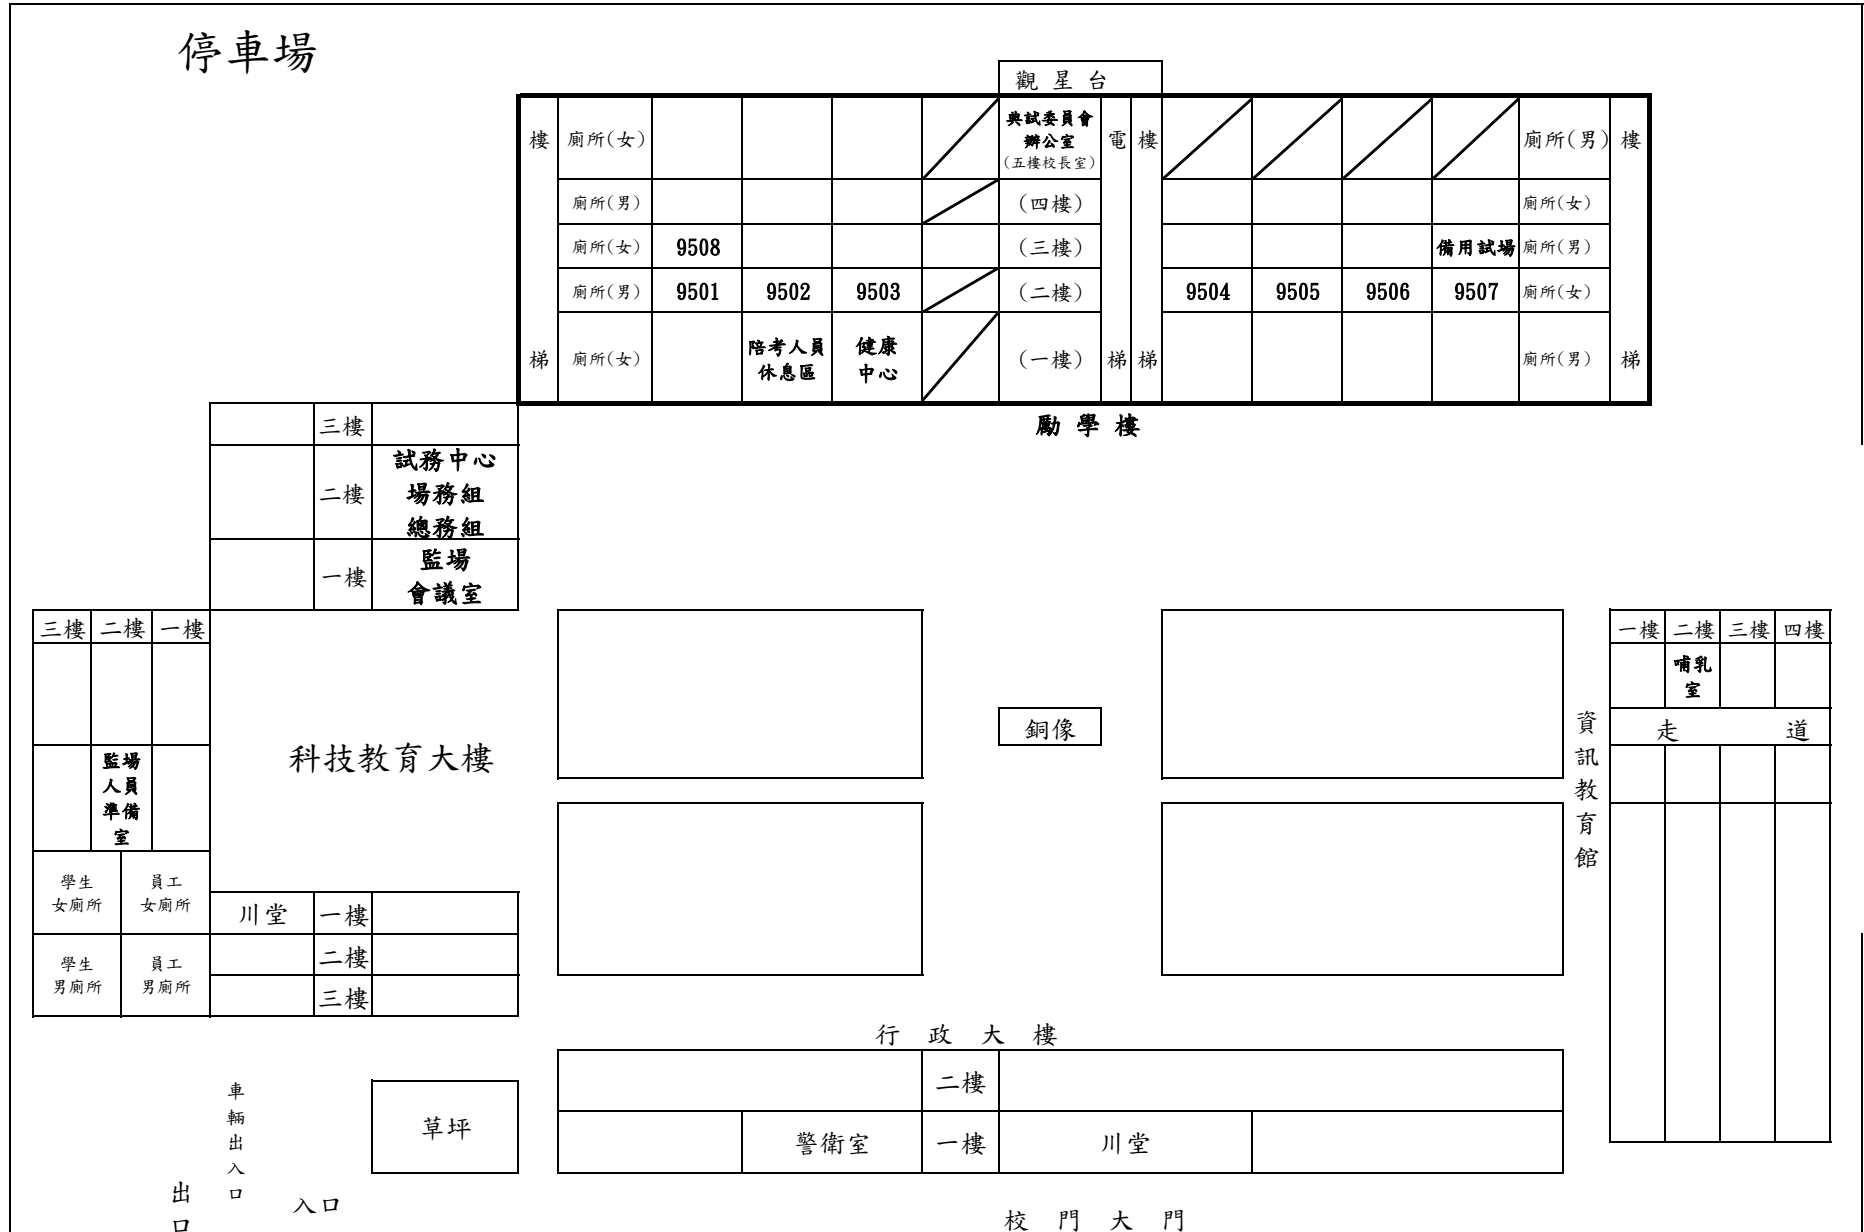 停車場
觀星台
樓 廁所(女) 典試委員會 電 樓 廁所(男) 樓
辦公室
(五樓校長室)
廁所(男) (四樓) 廁所(女)
廁所(女) 9508 (三樓) 備用試場 廁所(男)
廁所(男) 9501 9502 9503 (二樓) 9504 9505 9506 9507 廁所(女)
梯 廁所(女) 陪考人員 健康 (一樓) 梯 梯 廁所(男) 梯
休息區 中心
勵學樓
三樓
試務中心
二樓 場務組
總務組
監場
一樓
會議室
三樓 二樓 一樓
監場
人員
準備
室
學生 員工
女廁所 女廁所
學生 員工
男廁所 男廁所
科技教育大樓
川堂 一樓
二樓
三樓
銅像
資訊教育館
一樓 二樓 三樓 四樓
哺乳
室
走道
行政大樓
二樓
警衛室 一樓 川堂
草坪
車輛出入口
出口
入口
校門大門